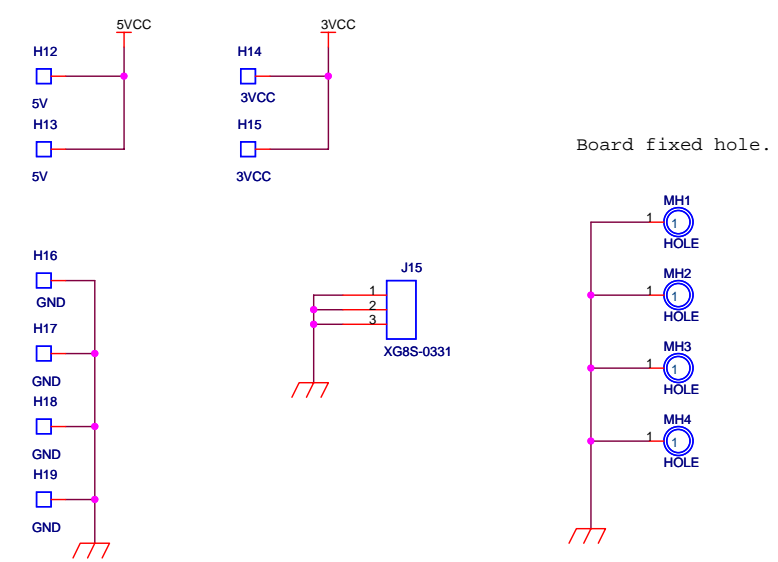 5VCC
H12
5V
H13
5V
3VCC
H14
3VCC
H15
3VCC
Board fixed hole.
H16
GND
H17
GND
H18
GND
H19
GND
J15
1
2
3
XG8S-0331
MH1
1
1
HOLE
MH2
1
1
HOLE
MH3
1
1
HOLE
MH4
1
1
HOLE